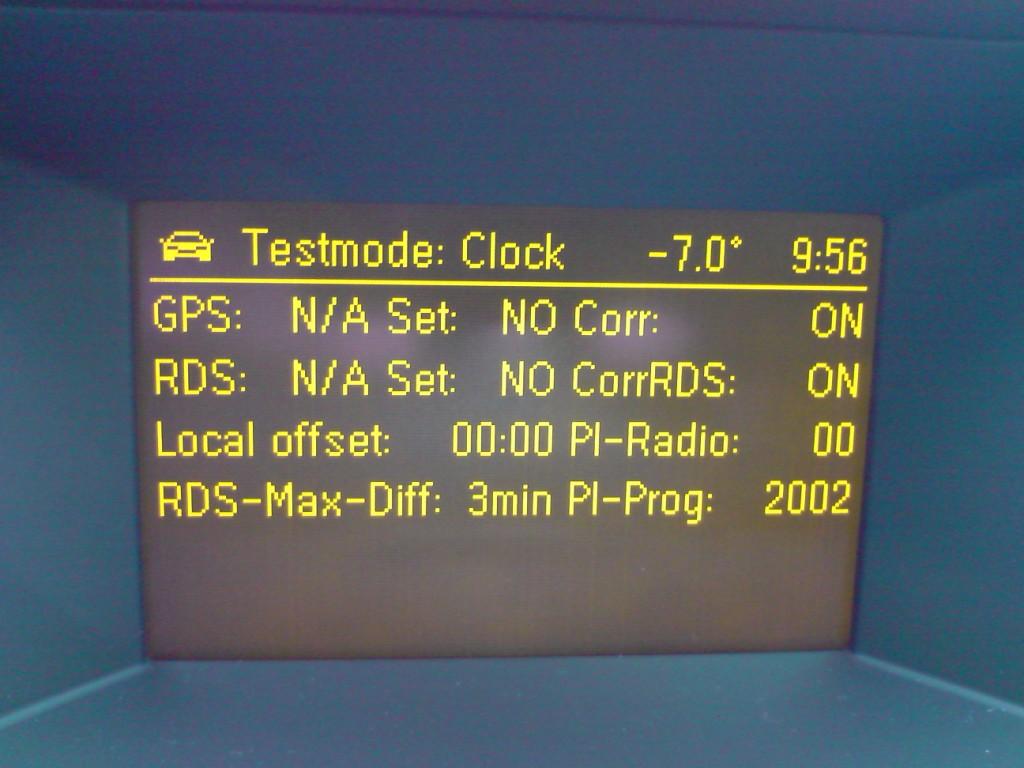 Testmode: Clock -7.0° 9:56
GPS: N/A Set: NO Corr: ON
RDS: N/A Set: NO CorrRDS: ON
Local offset: 00:00 PI-Radio: 00
RDS-Max-Diff: 3min PI-Prog: 2002